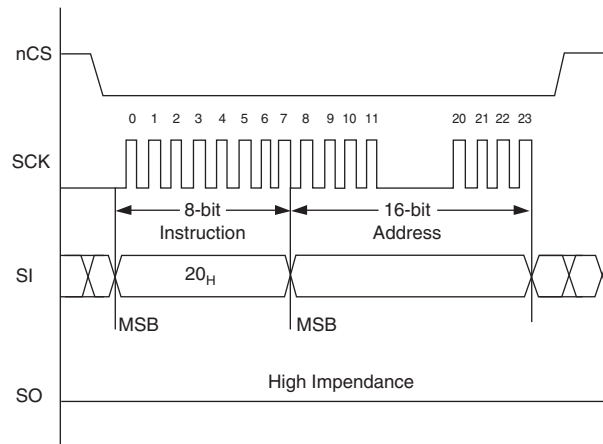 nCS
0 1 2 3 4 5 6 7 8 9 10 11 20 21 22 23
SCK
8-bit 16-bit
Instruction Address
SI 20H
MSB MSB
High Impendance
SO